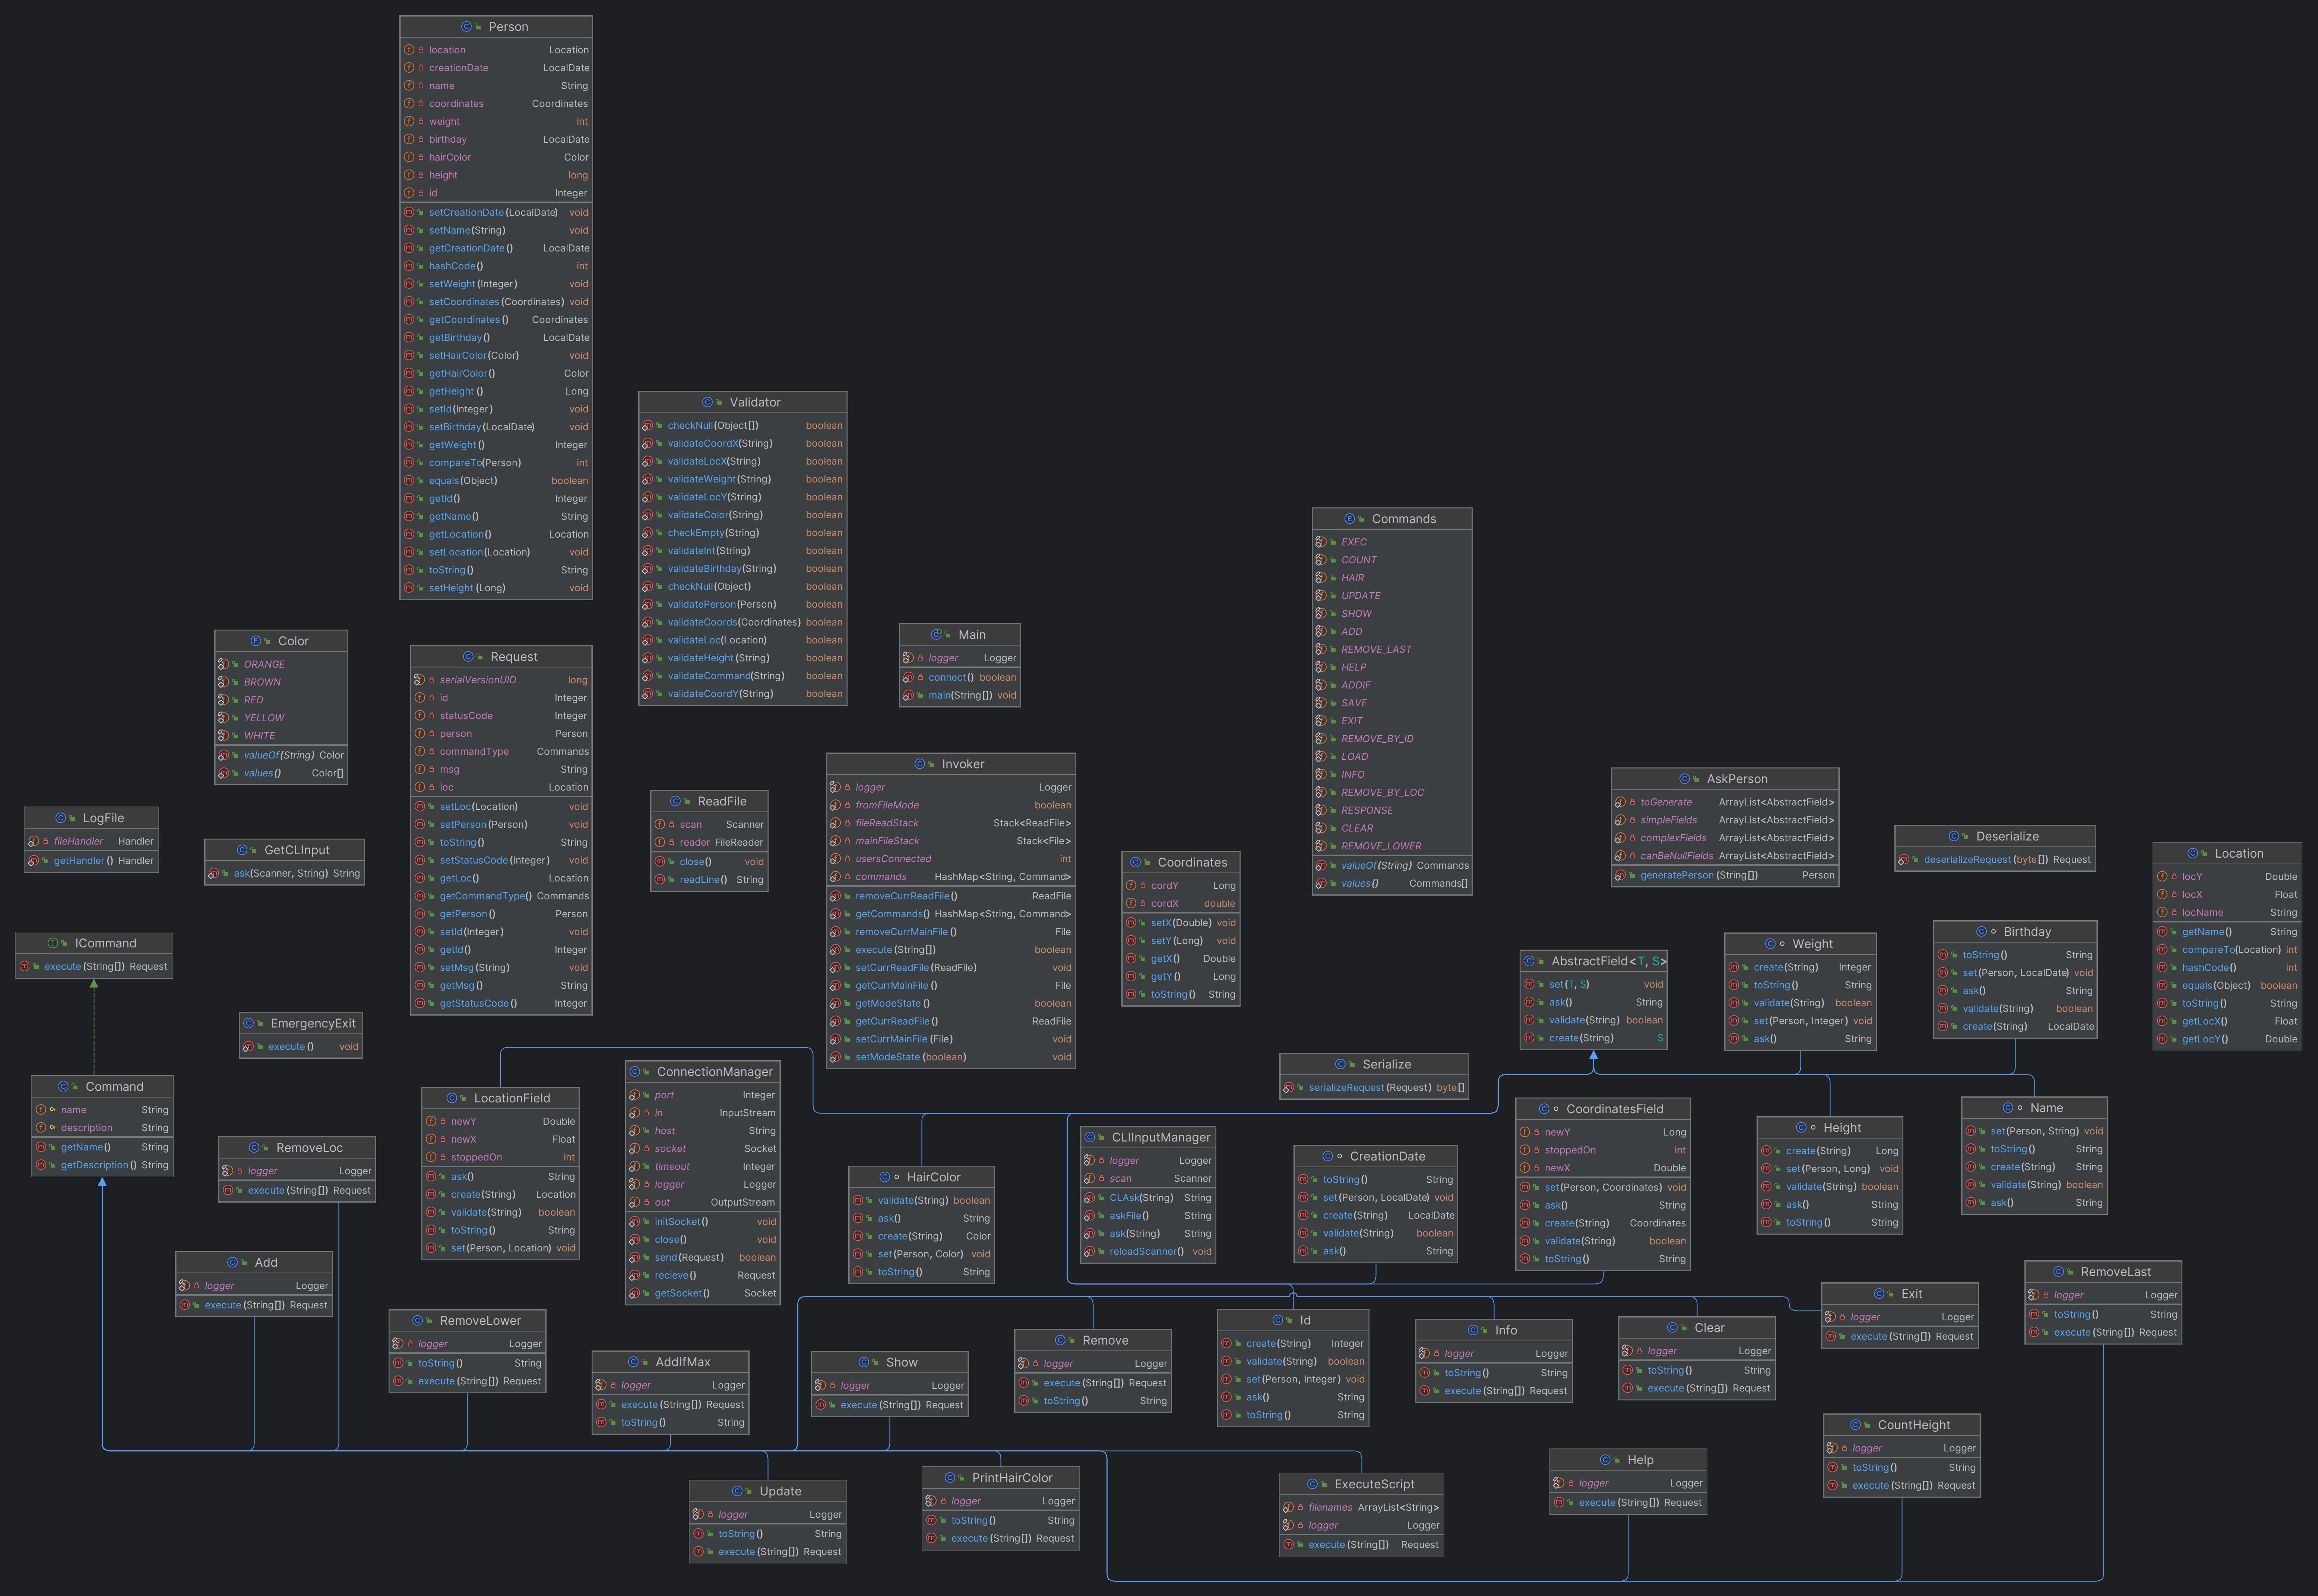 Person
location Location
creationDate LocalDate
name String
coordinates Coordinates
weight int
birthday LocalDate
hairColor Color
height long
id Integer
setCreationDate(LocalDate) void
setName(String) void
getCreationDate() LocalDate
hashCode() int
setWeight(Integer) void
setCoordinates(Coordinates) void
getCoordinates() Coordinates
getBirthday() LocalDate
setHairColor(Color) void
getHairColor() Color
getHeight() Long
setId(Integer) void
setBirthday(LocalDate) void
getWeight() Integer
compareTo(Person) int
equals(Object) boolean
getId() Integer
getName() String
getLocation() Location
setLocation(Location) void
toString() String
setHeight(Long) void
Validator
checkNull(Object[]) boolean
validateCoordX(String) boolean
validateLocX(String) boolean
validateWeight(String) boolean
validateLocY(String) boolean
validateColor(String) boolean
checkEmpty(String) boolean
validateInt(String) boolean
validateBirthday(String) boolean
checkNull(Object) boolean
validatePerson(Person) boolean
validateCoords(Coordinates) boolean
validateLoc(Location) boolean
validateHeight(String) boolean
validateCommand(String) boolean
validateCoordY(String) boolean
Commands
EXEC
COUNT
HAIR
UPDATE
SHOW
ADD
REMOVE_LAST
HELP
ADDIF
SAVE
EXIT
REMOVE_BY_ID
LOAD
INFO
REMOVE_BY_LOC
RESPONSE
CLEAR
REMOVE_LOWER
valueOf(String) Commands
values() Commands[]
Color
ORANGE
BROWN
RED
YELLOW
WHITE
valueOf(String) Color
values() Color[]
Request
serialVersionUID long
id Integer
statusCode Integer
person Person
commandType Commands
msg String
loc Location
setLoc(Location) void
setPerson(Person) void
toString() String
setStatusCode(Integer) void
getLoc() Location
getCommandType() Commands
getPerson() Person
setId(Integer) void
getId() Integer
setMsg(String) void
getMsg() String
getStatusCode() Integer
Main
logger Logger
connect() boolean
main(String[]) void
Invoker
logger Logger
fromFileMode boolean
fileReadStack Stack<ReadFile>
mainFileStack Stack<File>
usersConnected int
commands HashMap<String, Command>
removeCurrReadFile() ReadFile
getCommands() HashMap<String, Command>
removeCurrMainFile() File
execute(String[]) boolean
setCurrReadFile(ReadFile) void
getCurrMainFile() File
getModeState() boolean
getCurrReadFile() ReadFile
setCurrMainFile(File) void
setModeState(boolean) void
ReadFile
scan Scanner
reader FileReader
close() void
readLine() String
AskPerson
toGenerate ArrayList<AbstractField>
simpleFields ArrayList<AbstractField>
complexFields ArrayList<AbstractField>
canBeNullFields ArrayList<AbstractField>
generatePerson(String[]) Person
LogFile
fileHandler Handler
getHandler() Handler
GetCLInput
ask(Scanner, String) String
Coordinates
cordY Long
cordX double
setX(Double) void
setY(Long) void
getX() Double
getY() Long
toString() String
Deserialize
deserializeRequest(byte[]) Request
Location
locY Double
locX Float
locName String
getName() String
compareTo(Location) int
hashCode() int
equals(Object) boolean
toString() String
getLocX() Float
getLocY() Double
ICommand
execute(String[]) Request
AbstractField<T, S>
set(T, S) void
ask() String
validate(String) boolean
create(String) S
Weight
create(String) Integer
toString() String
validate(String) boolean
set(Person, Integer) void
ask() String
Birthday
toString() String
set(Person, LocalDate) void
ask() String
validate(String) boolean
create(String) LocalDate
EmergencyExit
execute() void
Serialize
serializeRequest(Request) byte[]
Command
name String
description String
getName() String
getDescription() String
LocationField
newY Double
newX Float
stoppedOn int
ask() String
create(String) Location
validate(String) boolean
toString() String
set(Person, Location) void
ConnectionManager
port Integer
in InputStream
host String
socket Socket
timeout Integer
logger Logger
out OutputStream
initSocket() void
close() void
send(Request) boolean
recieve() Request
getSocket() Socket
CoordinatesField
newY Long
stoppedOn int
newX Double
set(Person, Coordinates) void
ask() String
create(String) Coordinates
validate(String) boolean
toString() String
Height
create(String) Long
set(Person, Long) void
validate(String) boolean
ask() String
toString() String
Name
set(Person, String) void
toString() String
create(String) String
validate(String) boolean
ask() String
RemoveLoc
logger Logger
execute(String[]) Request
HairColor
validate(String) boolean
ask() String
create(String) Color
set(Person, Color) void
toString() String
CLIInputManager
logger Logger
scan Scanner
CLAsk(String) String
askFile() String
ask(String) String
reloadScanner() void
CreationDate
toString() String
set(Person, LocalDate) void
create(String) LocalDate
validate(String) boolean
ask() String
Add
logger Logger
execute(String[]) Request
RemoveLower
logger Logger
toString() String
execute(String[]) Request
AddIfMax
logger Logger
execute(String[]) Request
toString() String
Show
logger Logger
execute(String[]) Request
Remove
logger Logger
execute(String[]) Request
toString() String
Id
create(String) Integer
validate(String) boolean
set(Person, Integer) void
ask() String
toString() String
Info
logger Logger
toString() String
execute(String[]) Request
Clear
logger Logger
toString() String
execute(String[]) Request
Exit
logger Logger
execute(String[]) Request
RemoveLast
logger Logger
toString() String
execute(String[]) Request
Update
logger Logger
toString() String
execute(String[]) Request
PrintHairColor
logger Logger
toString() String
execute(String[]) Request
ExecuteScript
filenames ArrayList<String>
logger Logger
execute(String[]) Request
Help
logger Logger
execute(String[]) Request
CountHeight
logger Logger
toString() String
execute(String[]) Request